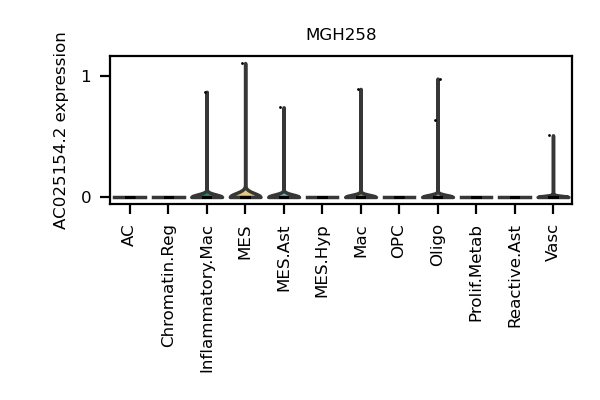 MGH258
AC025154.2 expression
1
0
AC
Chromatin.Reg
Inflammatory.Mac
MES
MES.Ast
MES.Hyp
Mac
OPC
Oligo
Prolif.Metab
Reactive.Ast
Vasc